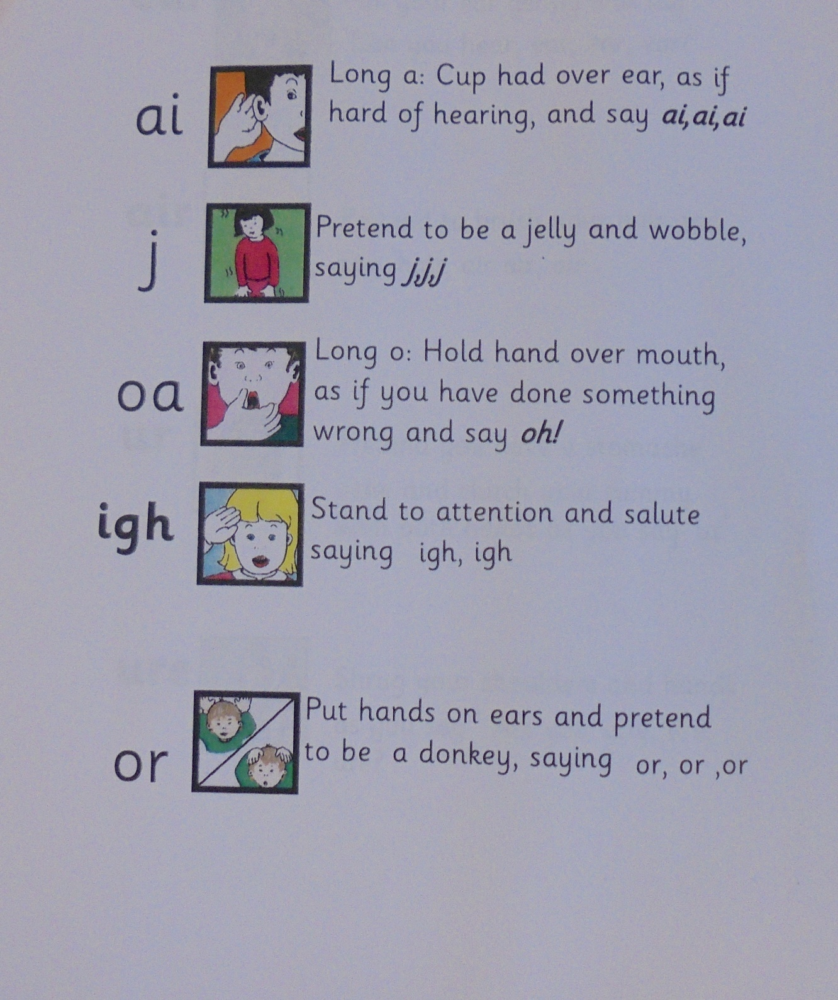 ai
Long a: Cup had over ear, as if
hard of hearing, and say ai,ai,ai
j
Pretend to be a jelly and wobble,
saying j,j,j
oa
Long o: Hold hand over mouth,
as if you have done something
wrong and say oh!
igh
Stand to attention and salute
saying igh, igh
or
Put hands on ears and pretend
to be a donkey, saying or, or ,or